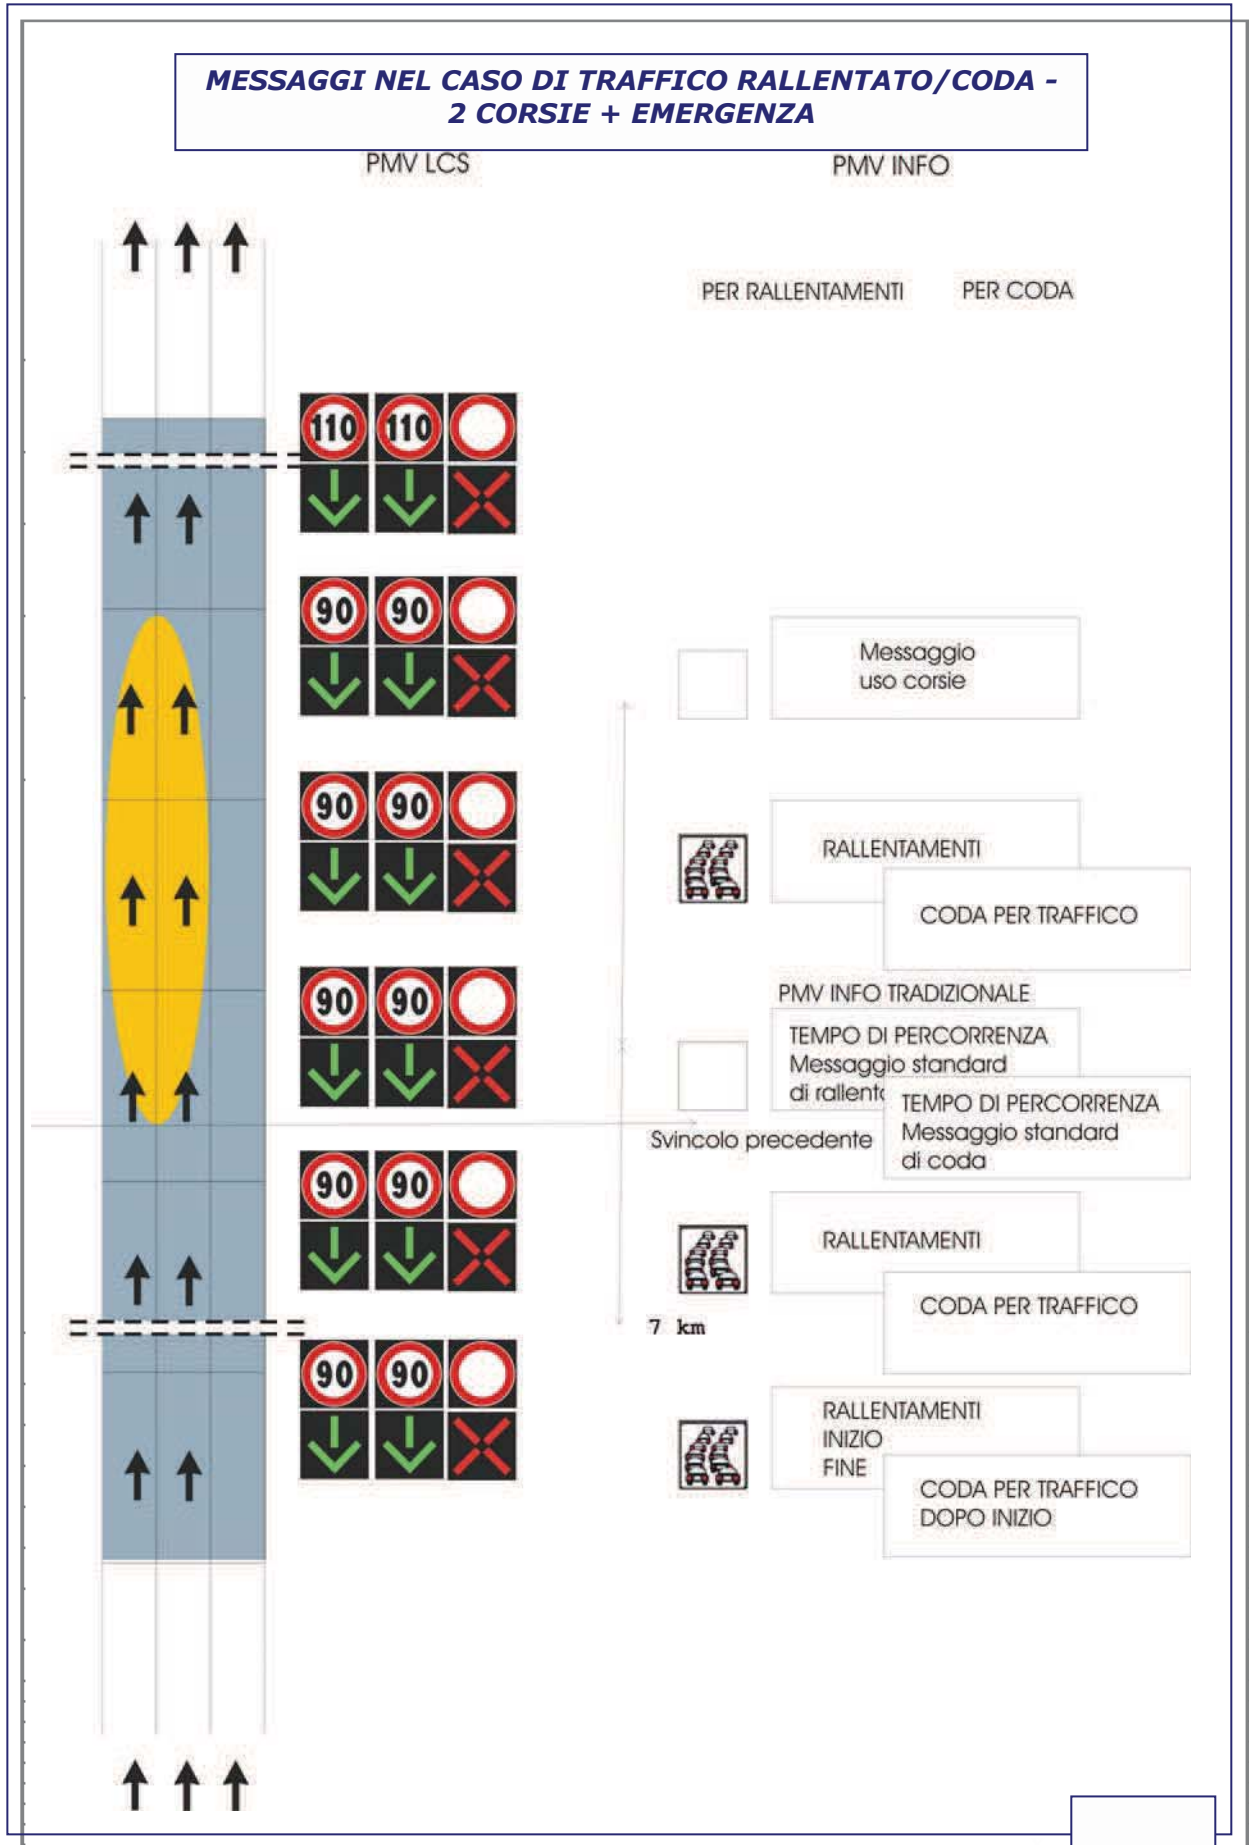 MESSAGGI NEL CASO DI TRAFFICO RALLENTATO/CODA -
2 CORSIE + EMERGENZA
PMV LCS
PMV INFO
PER RALLENTAMENTI
PER CODA
110 110
90 90
Messaggio
uso corsie
90 90
RALLENTAMENTI
CODA PER TRAFFICO
90 90
PMV INFO TRADIZIONALE
TEMPO DI PERCORRENZA
Messaggio standard
di rallent
TEMPO DI PERCORRENZA
Messaggio standard
di coda
Svincolo precedente
90 90
RALLENTAMENTI
CODA PER TRAFFICO
7 km
90 90
RALLENTAMENTI
INIZIO
FINE
CODA PER TRAFFICO
DOPO INIZIO